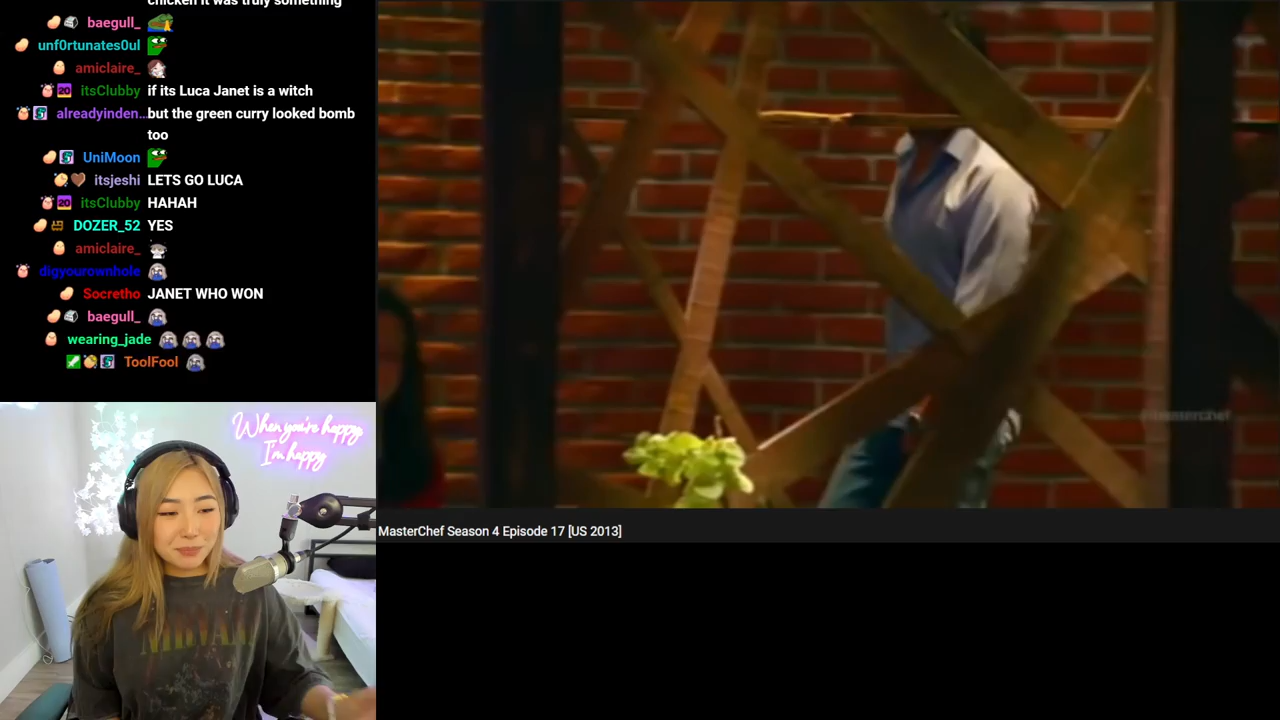 chicken it was truly something
baegull_
unf0rtunates0ul
amiclaire_
itsClubby if its Luca Janet is a witch
alreadyinden… but the green curry looked bomb
too
UniMoon
itsjeshi LETS GO LUCA
itsClubby HAHAH
DOZER_52 YES
amiclaire_
digyourownhole
Socretho JANET WHO WON
baegull_
wearing_jade
ToolFool
When you're happy
I'm happy
NIRVANA
MasterChef Season 4 Episode 17 [US 2013]